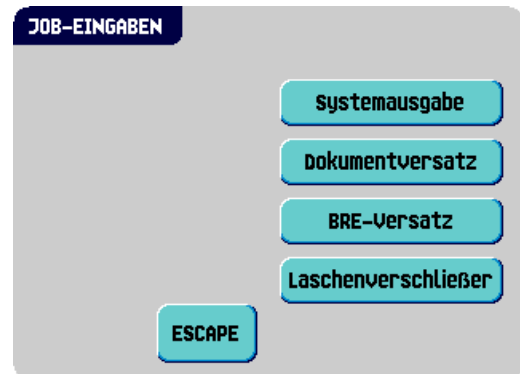 JOB-EINGABEN
Systemausgabe
Dokumentversatz
BRE-Versatz
Laschenverschließer
ESCAPE